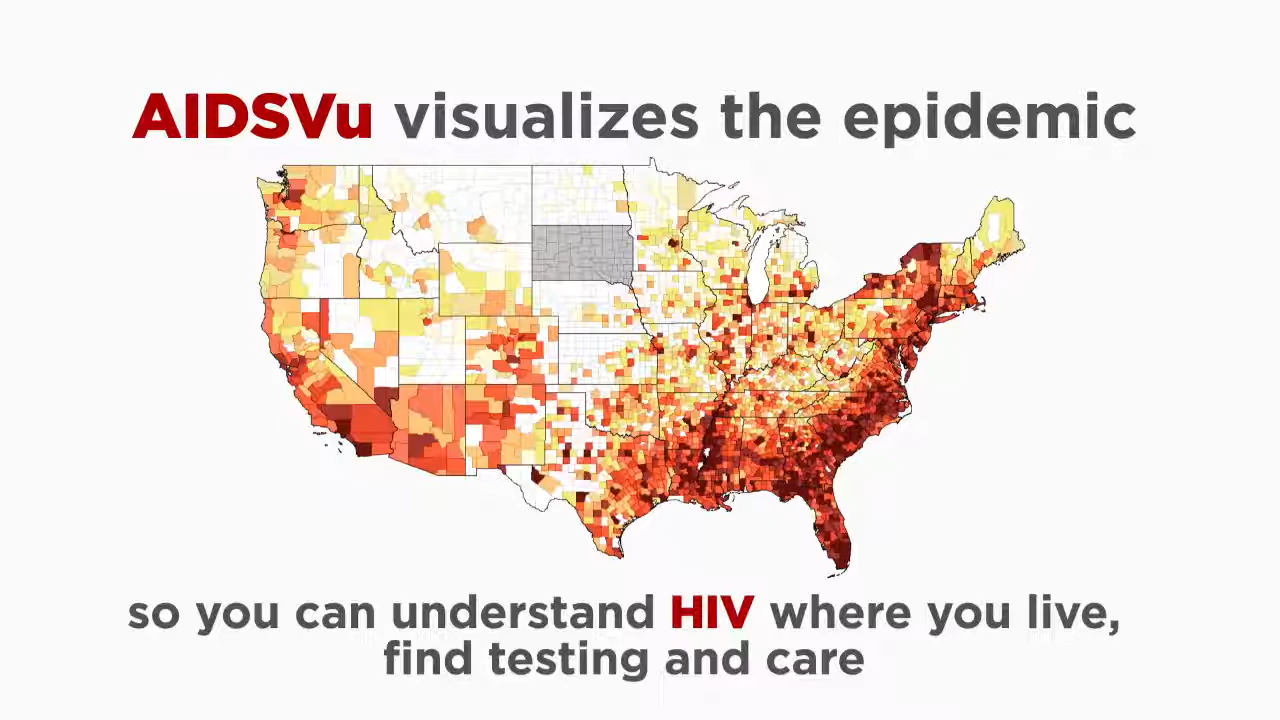 AIDSVu visualizes the epidemic
so you can understand HIV where you live,
find testing and care